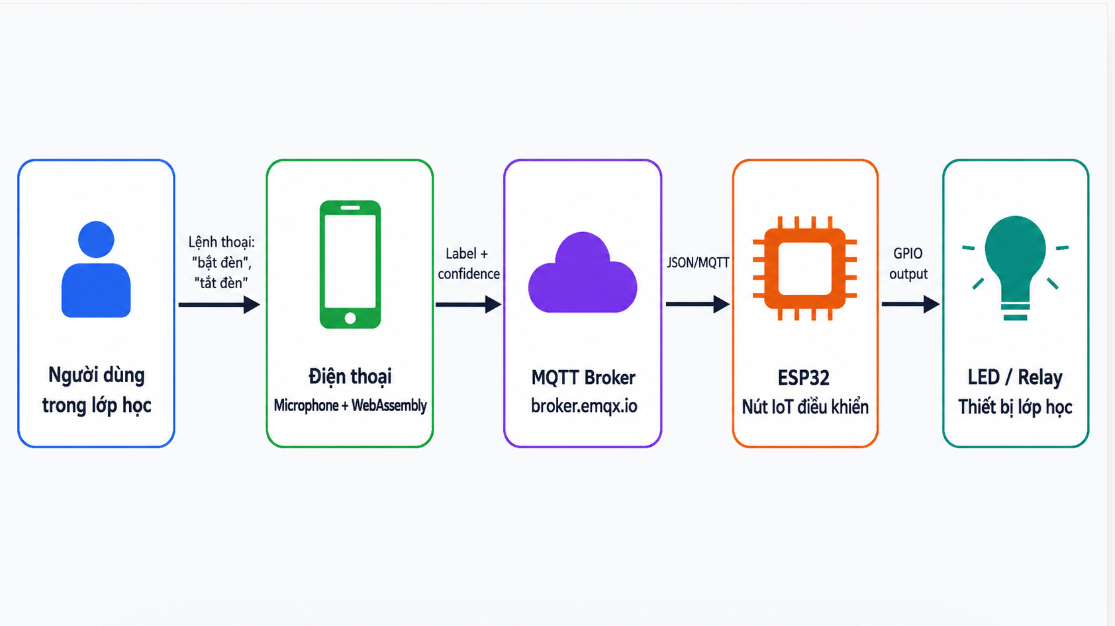 Lệnh thoại:
"bật đèn",
"tắt đèn"
Label +
confidence
JSON/MQTT
GPIO
output
Người dùng
trong lớp học
Điện thoại
Microphone + WebAssembly
MQTT Broker
broker.emqx.io
ESP32
Nút IoT điều khiển
LED / Relay
Thiết bị lớp học